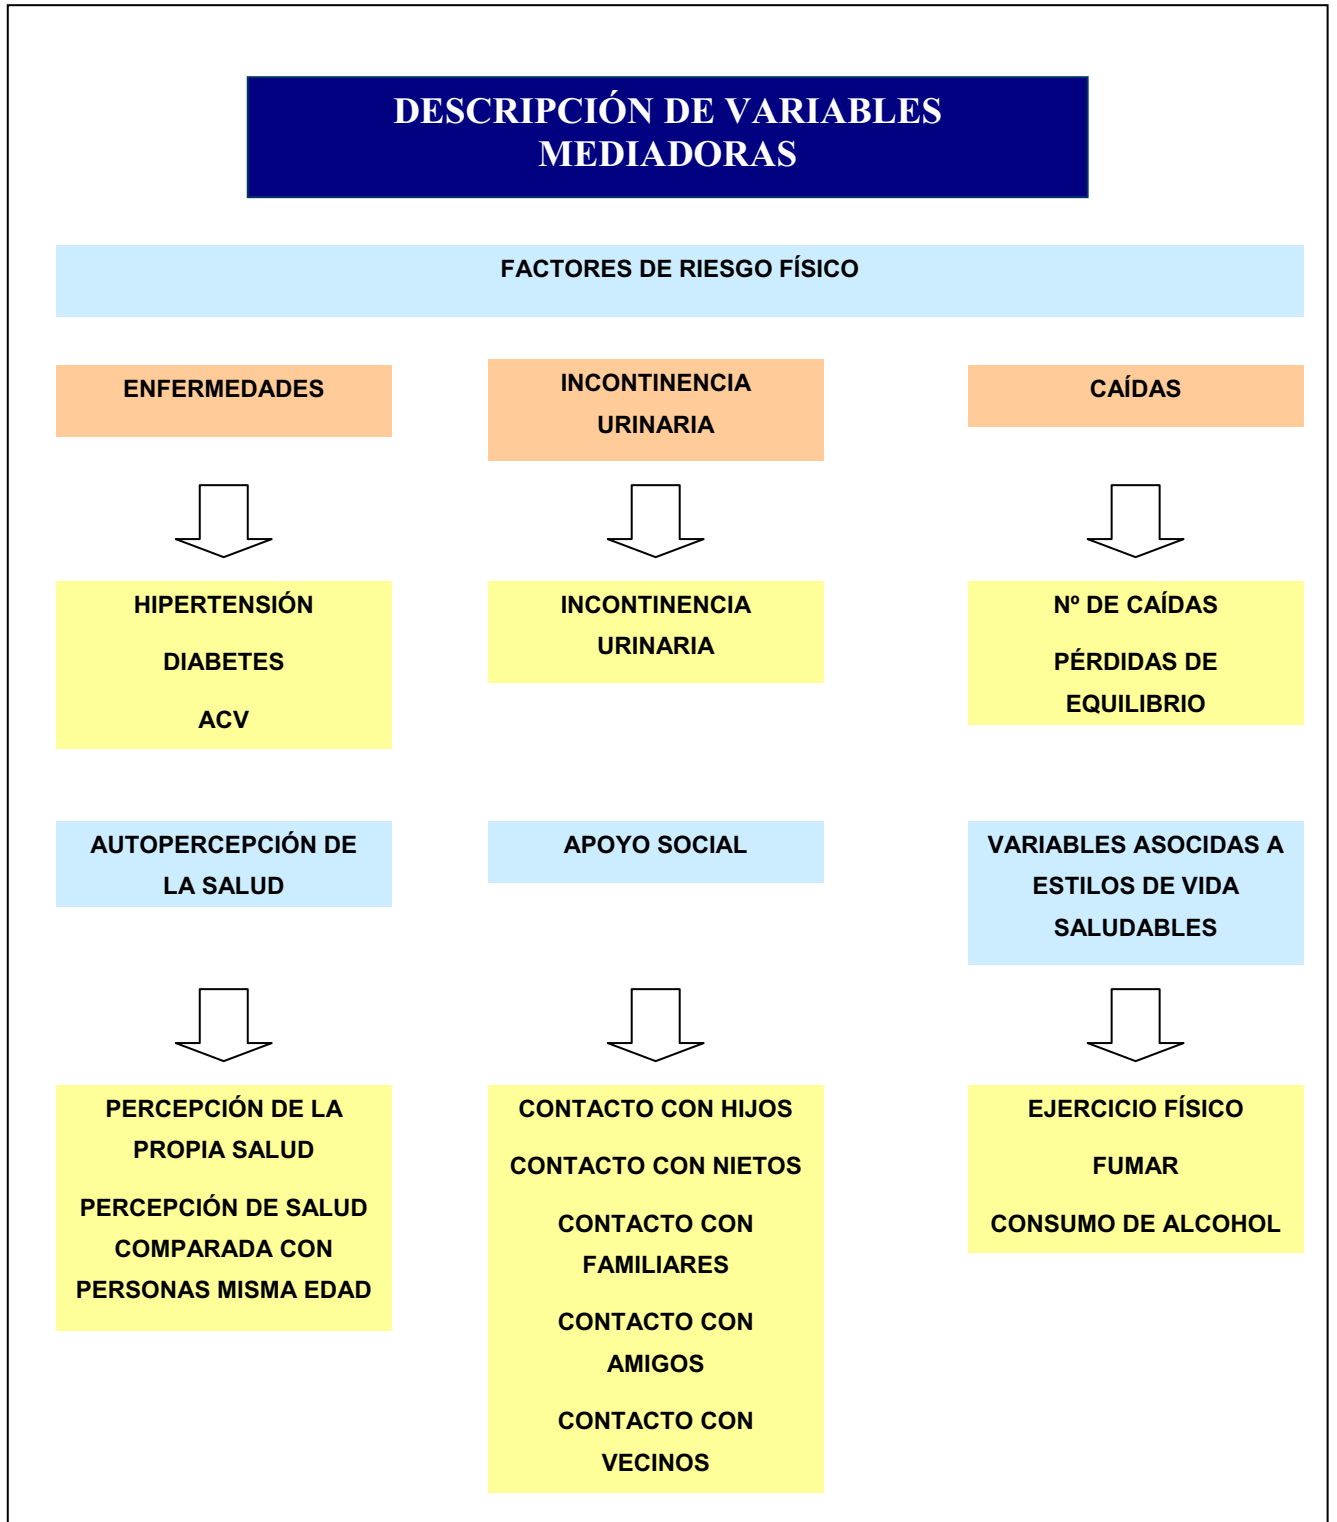 DESCRIPCIÓN DE VARIABLES
MEDIADORAS
FACTORES DE RIESGO FÍSICO
ENFERMEDADES
INCONTINENCIA
URINARIA
CAÍDAS
HIPERTENSIÓN
DIABETES
ACV
INCONTINENCIA
URINARIA
Nº DE CAÍDAS
PÉRDIDAS DE
EQUILIBRIO
AUTOPERCEPCIÓN DE
LA SALUD
APOYO SOCIAL
VARIABLES ASOCIDAS A
ESTILOS DE VIDA
SALUDABLES
PERCEPCIÓN DE LA
PROPIA SALUD
PERCEPCIÓN DE SALUD
COMPARADA CON
PERSONAS MISMA EDAD
CONTACTO CON HIJOS
CONTACTO CON NIETOS
CONTACTO CON
FAMILIARES
CONTACTO CON
AMIGOS
CONTACTO CON
VECINOS
EJERCICIO FÍSICO
FUMAR
CONSUMO DE ALCOHOL